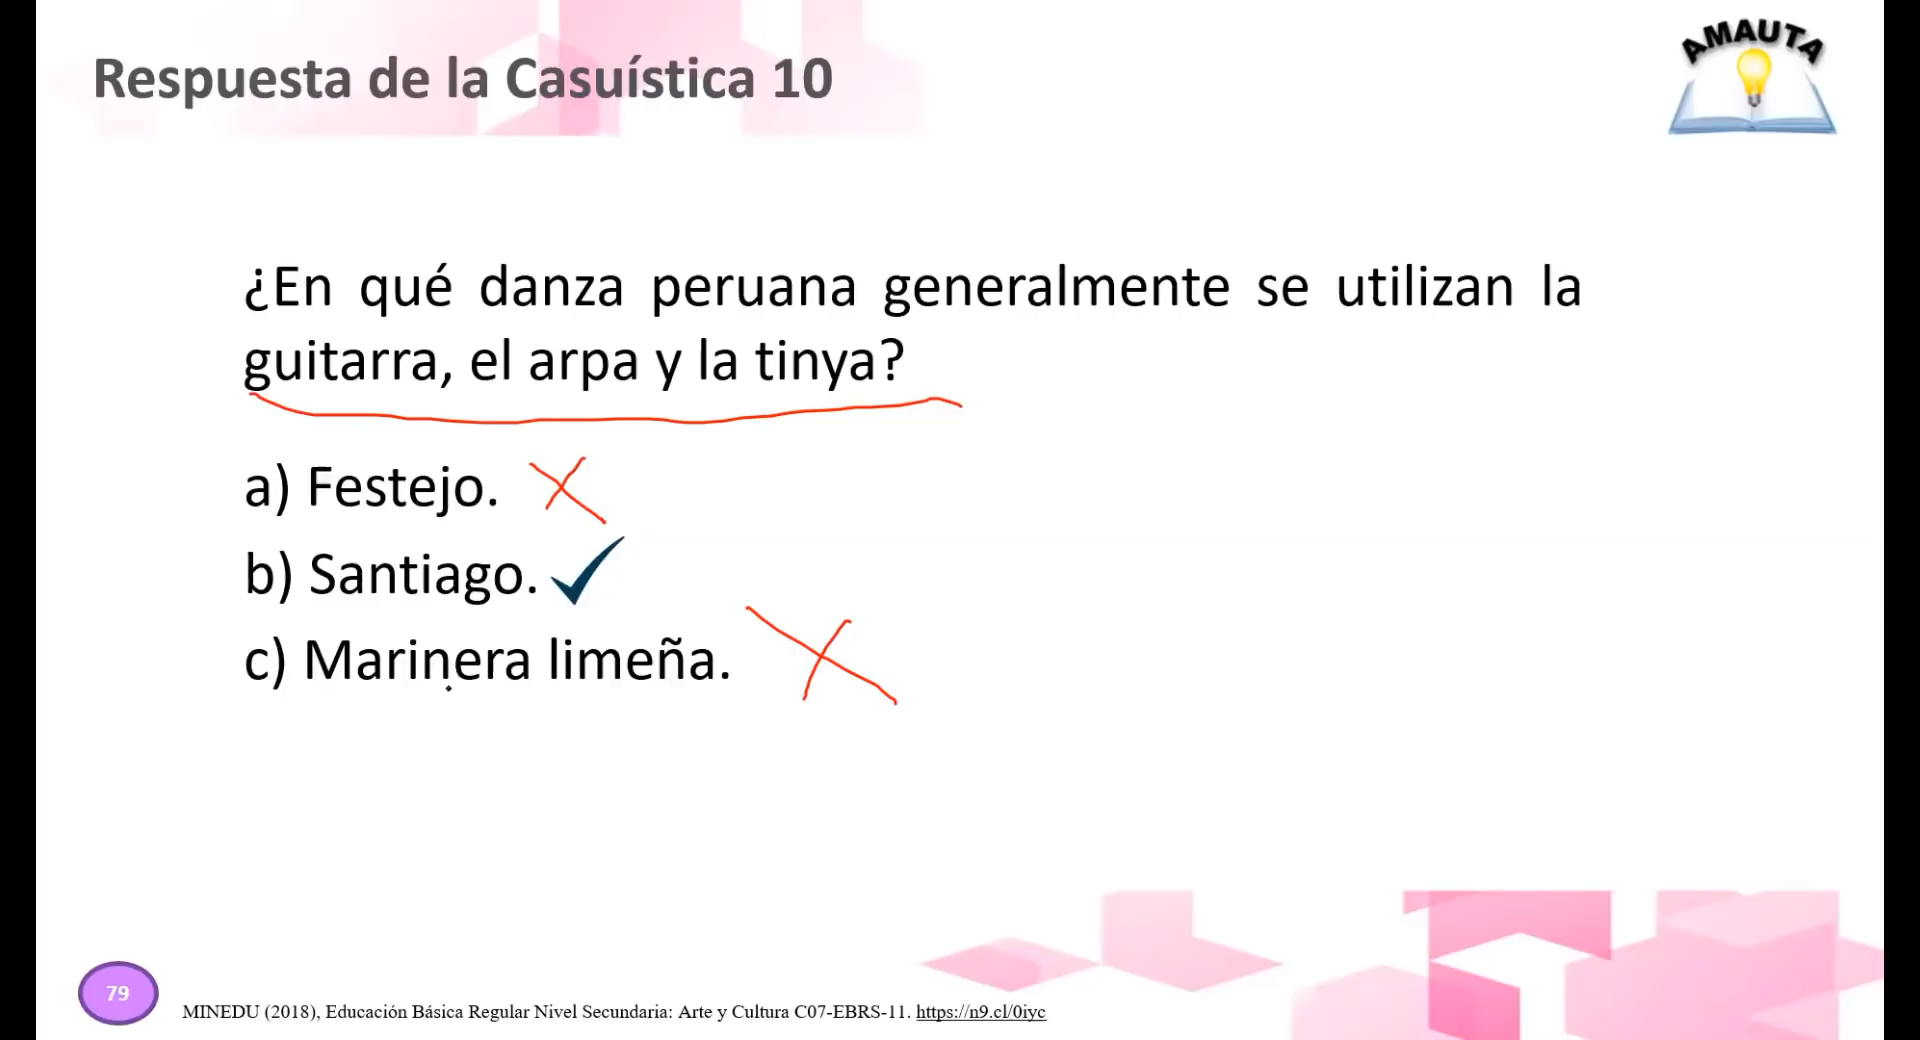 Respuesta de la Casuística 10
AMAUTA
¿En qué danza peruana generalmente se utilizan la
guitarra, el arpa y la tinya?
a) Festejo.
b) Santiago.
c) Marinera limeña.
79
MINEDU (2018), Educación Básica Regular Nivel Secundaria: Arte y Cultura C07-EBRS-11. https://n9.cl/0iyc